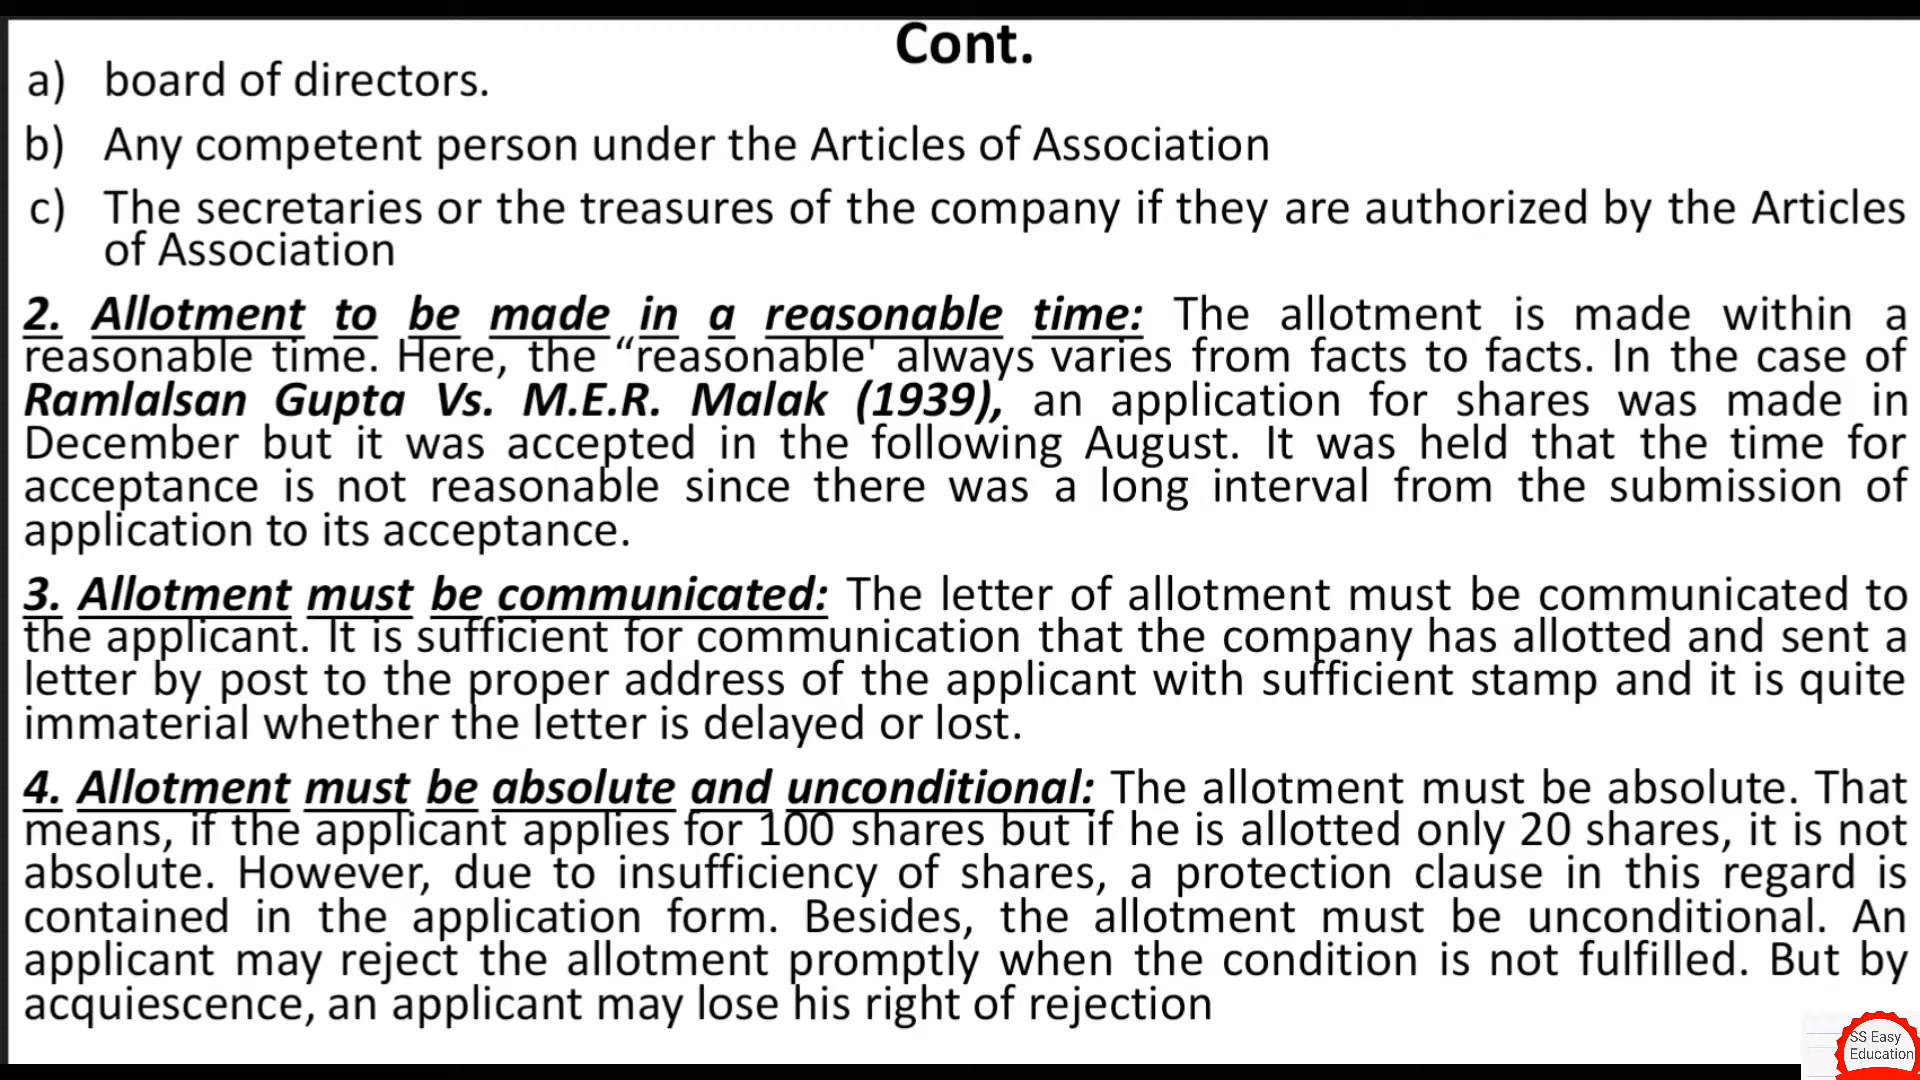 Cont.
a) board of directors.
b) Any competent person under the Articles of Association
c) The secretaries or the treasures of the company if they are authorized by the Articles
of Association
2. Allotment to be made in a reasonable time: The allotment is made within a
reasonable time. Here, the “reasonable' always varies from facts to facts. In the case of
Ramlalsan Gupta Vs. M.E.R. Malak (1939), an application for shares was made in
December but it was accepted in the following August. It was held that the time for
acceptance is not reasonable since there was a long interval from the submission of
application to its acceptance.
3. Allotment must be communicated: The letter of allotment must be communicated to
the applicant. It is sufficient for communication that the company has allotted and sent a
letter by post to the proper address of the applicant with sufficient stamp and it is quite
immaterial whether the letter is delayed or lost.
4. Allotment must be absolute and unconditional: The allotment must be absolute. That
means, if the applicant applies for 100 shares but if he is allotted only 20 shares, it is not
absolute. However, due to insufficiency of shares, a protection clause in this regard is
contained in the application form. Besides, the allotment must be unconditional. An
applicant may reject the allotment promptly when the condition is not fulfilled. But by
acquiescence, an applicant may lose his right of rejection
SS Easy
Education